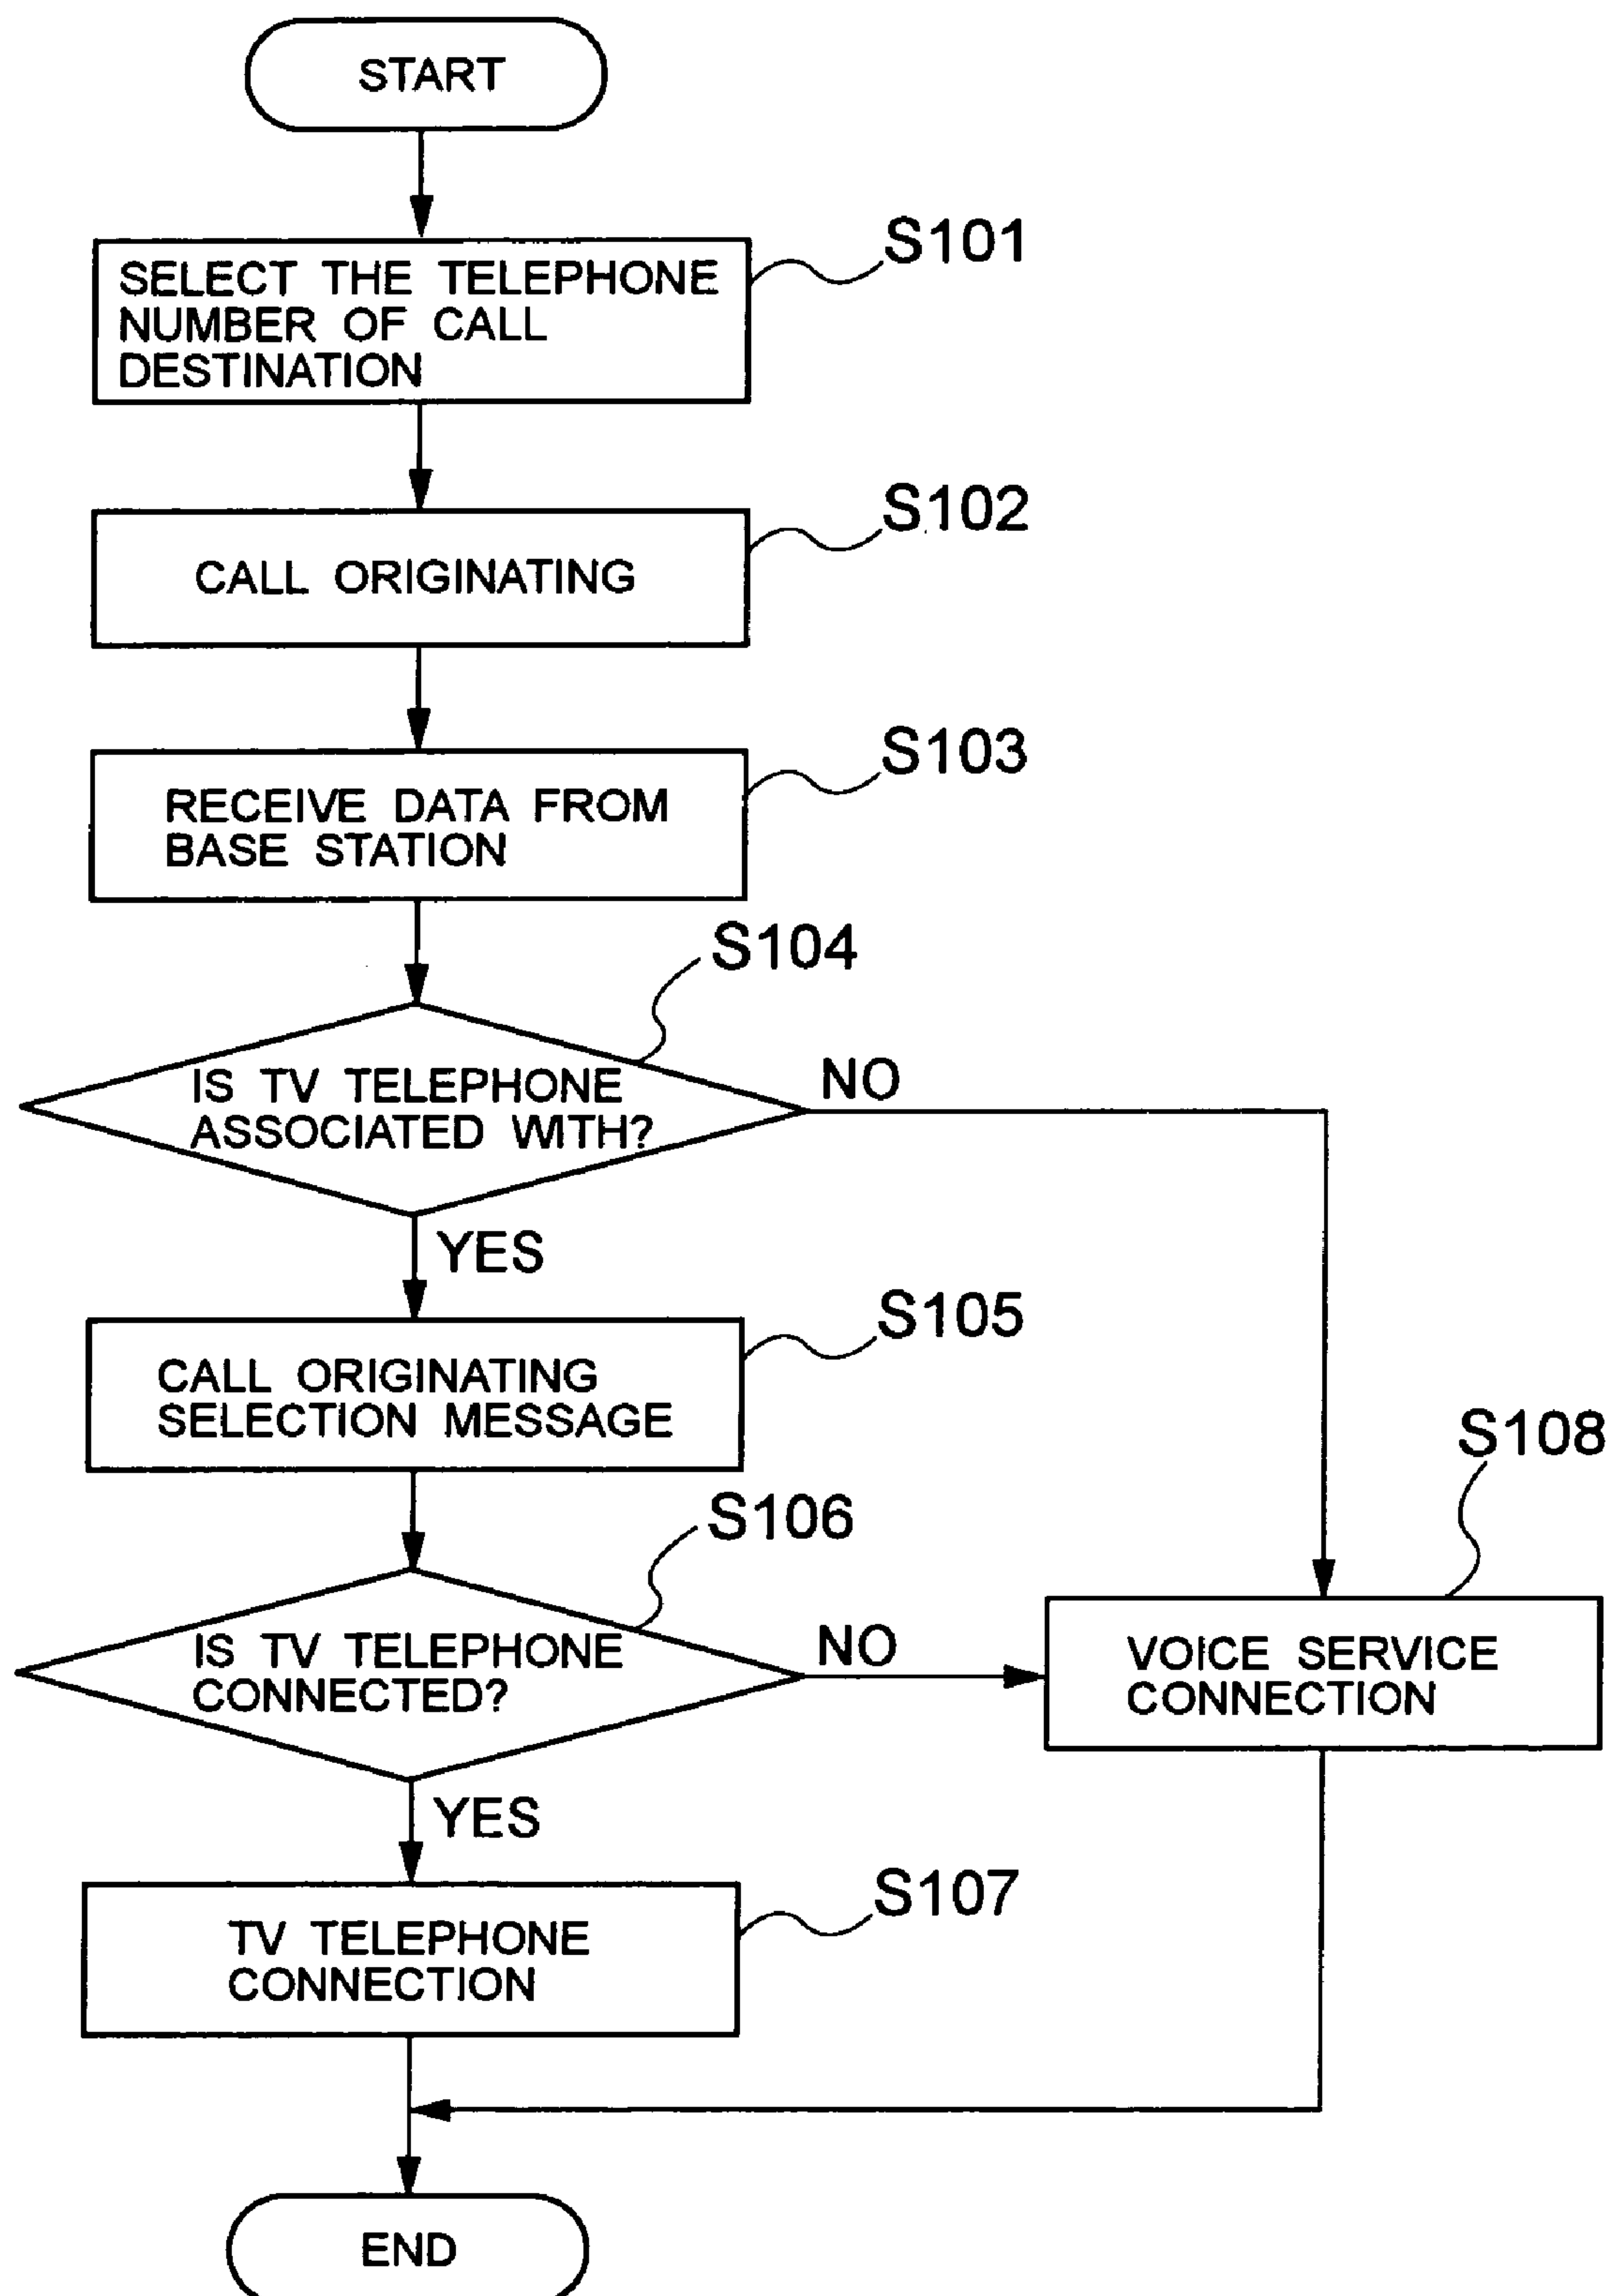 START
S101
SELECT THE TELEPHONE
NUMBER OF CALL
DESTINATION
S102
CALL ORIGINATING
S103
RECEIVE DATA FROM
BASE STATION
S104
IS TV TELEPHONE
ASSOCIATED WITH?
NO
YES
S105
CALL ORIGINATING
SELECTION MESSAGE
S106
IS TV TELEPHONE
CONNECTED?
NO
S108
VOICE SERVICE
CONNECTION
YES
S107
TV TELEPHONE
CONNECTION
END